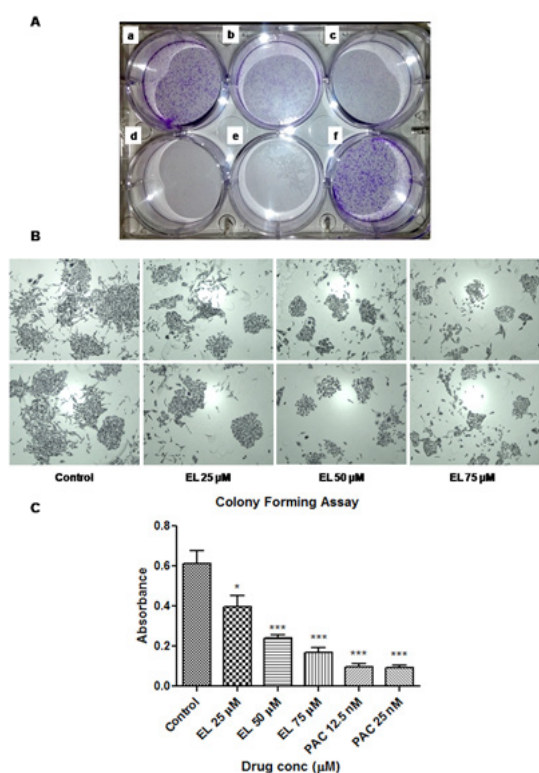 A
a b c
d e f
B
Control EL 25 µM EL 50 µM EL 75 µM
C
Colony Forming Assay
Absorbance
0.8
0.6
0.4
0.2
0.0
*
***
***
***
***
Control EL 25 µM EL 50 µM EL 75 µM PAC 12.5 nM PAC 25 nM
Drug conc (µM)